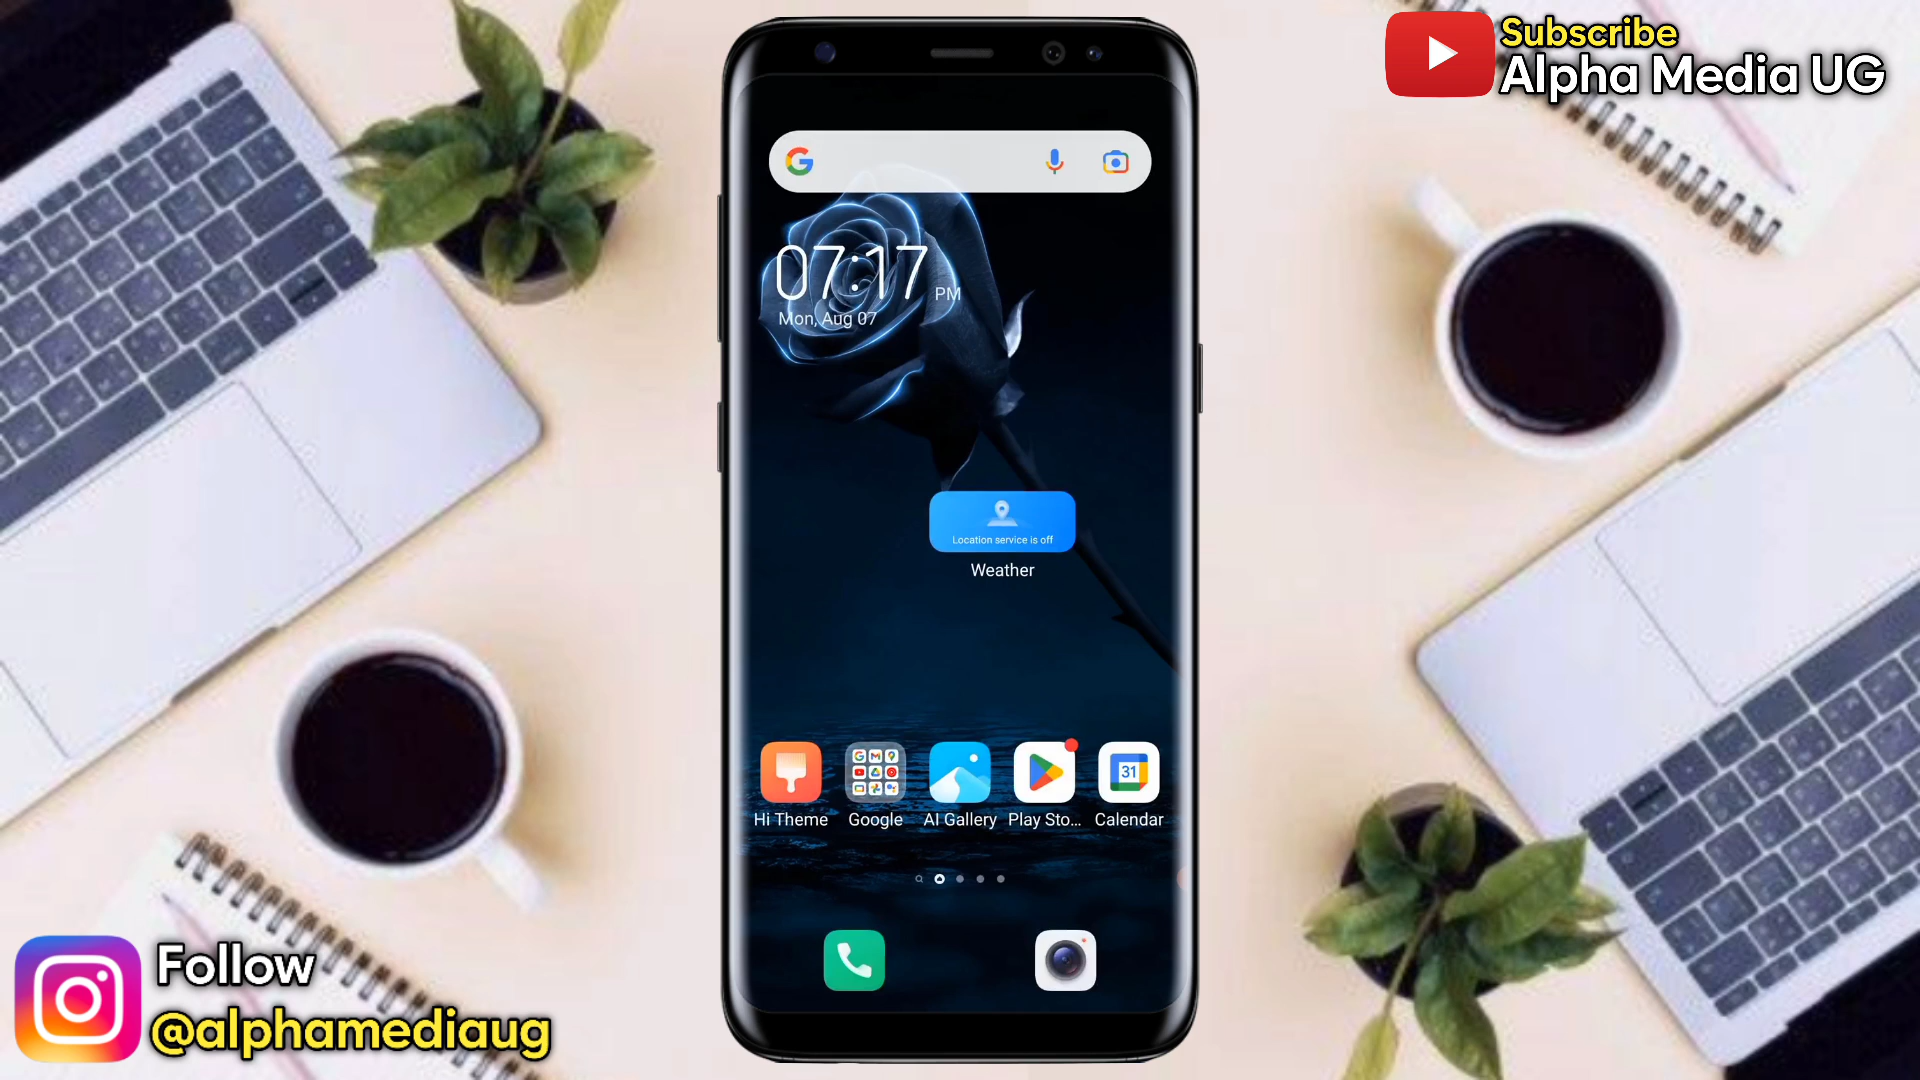 Subscribe
Alpha Media UG
07:17 PM
Mon, Aug 07
Location service is off
Weather
31
Hi Theme
Google
AI Gallery
Play Sto...
Calendar
Follow
@alphamediaug